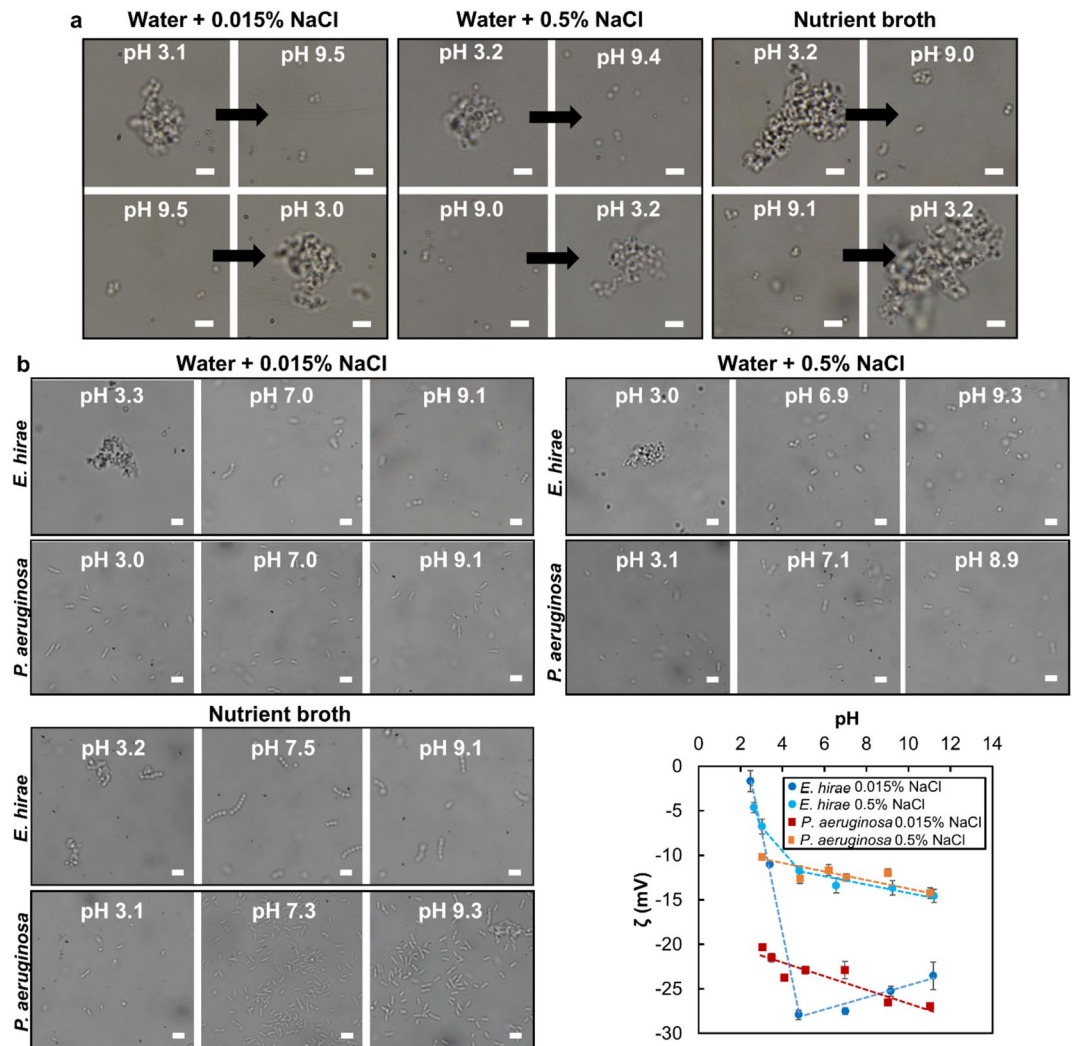 a
Water + 0.015% NaCl
Water + 0.5% NaCl
Nutrient broth
pH 3.1
pH 9.5
pH 3.2
pH 9.4
pH 3.2
pH 9.0
pH 9.5
pH 3.0
pH 9.0
pH 3.2
pH 9.1
pH 3.2
b
Water + 0.015% NaCl
Water + 0.5% NaCl
E. hirae
pH 3.3
pH 7.0
pH 9.1
E. hirae
pH 3.0
pH 6.9
pH 9.3
P. aeruginosa
pH 3.0
pH 7.0
pH 9.1
P. aeruginosa
pH 3.1
pH 7.1
pH 8.9
Nutrient broth
E. hirae
pH 3.2
pH 7.5
pH 9.1
P. aeruginosa
pH 3.1
pH 7.3
pH 9.3
pH
0 2 4 6 8 10 12 14
0
-5
-10
-15
-20
-25
-30
ζ (mV)
E. hirae 0.015% NaCl
E. hirae 0.5% NaCl
P. aeruginosa 0.015% NaCl
P. aeruginosa 0.5% NaCl